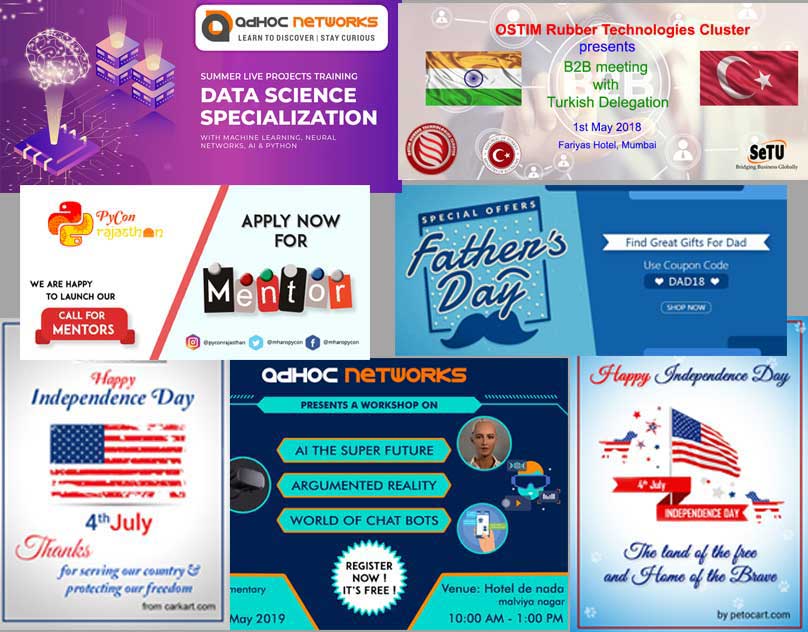 ADHOC NETWORKS
LEARN TO DISCOVER | STAY CURIOUS
SUMMER LIVE PROJECTS TRAINING
DATA SCIENCE
SPECIALIZATION
WITH MACHINE LEARNING, NEURAL
NETWORKS, AI & PYTHON
OSTIM Rubber Technologies Cluster
presents
B2B meeting
with
Turkish Delegation
1st May 2018
Fariyas Hotel, Mumbai
B2B
SeTU
Bridging Business Globally
PyCon
rajasthan
WE ARE HAPPY
TO LAUNCH OUR
CALL FOR
MENTORS
APPLY NOW
FOR
Mentor
@pyconrajasthan
@mharopycon
@mharopycon
SPECIAL OFFERS
Father's
Day
Find Great Gifts For Dad
Use Coupon Code
DAD18
SHOP NOW
Happy
Independence Day
4th July
Thanks
for serving our country &
protecting our freedom
from carkart.com
ADHOC NETWORKS
PRESENTS A WORKSHOP ON
AI THE SUPER FUTURE
ARGUMENTED REALITY
WORLD OF CHAT BOTS
REGISTER
NOW !
IT'S FREE !
mentary
May 2019
Venue: Hotel de nada
malviya nagar
10:00 AM - 1:00 PM
Happy Independence Day
4th July
INDEPENDENCE DAY
The land of the free
and Home of the Brave
by petocart.com